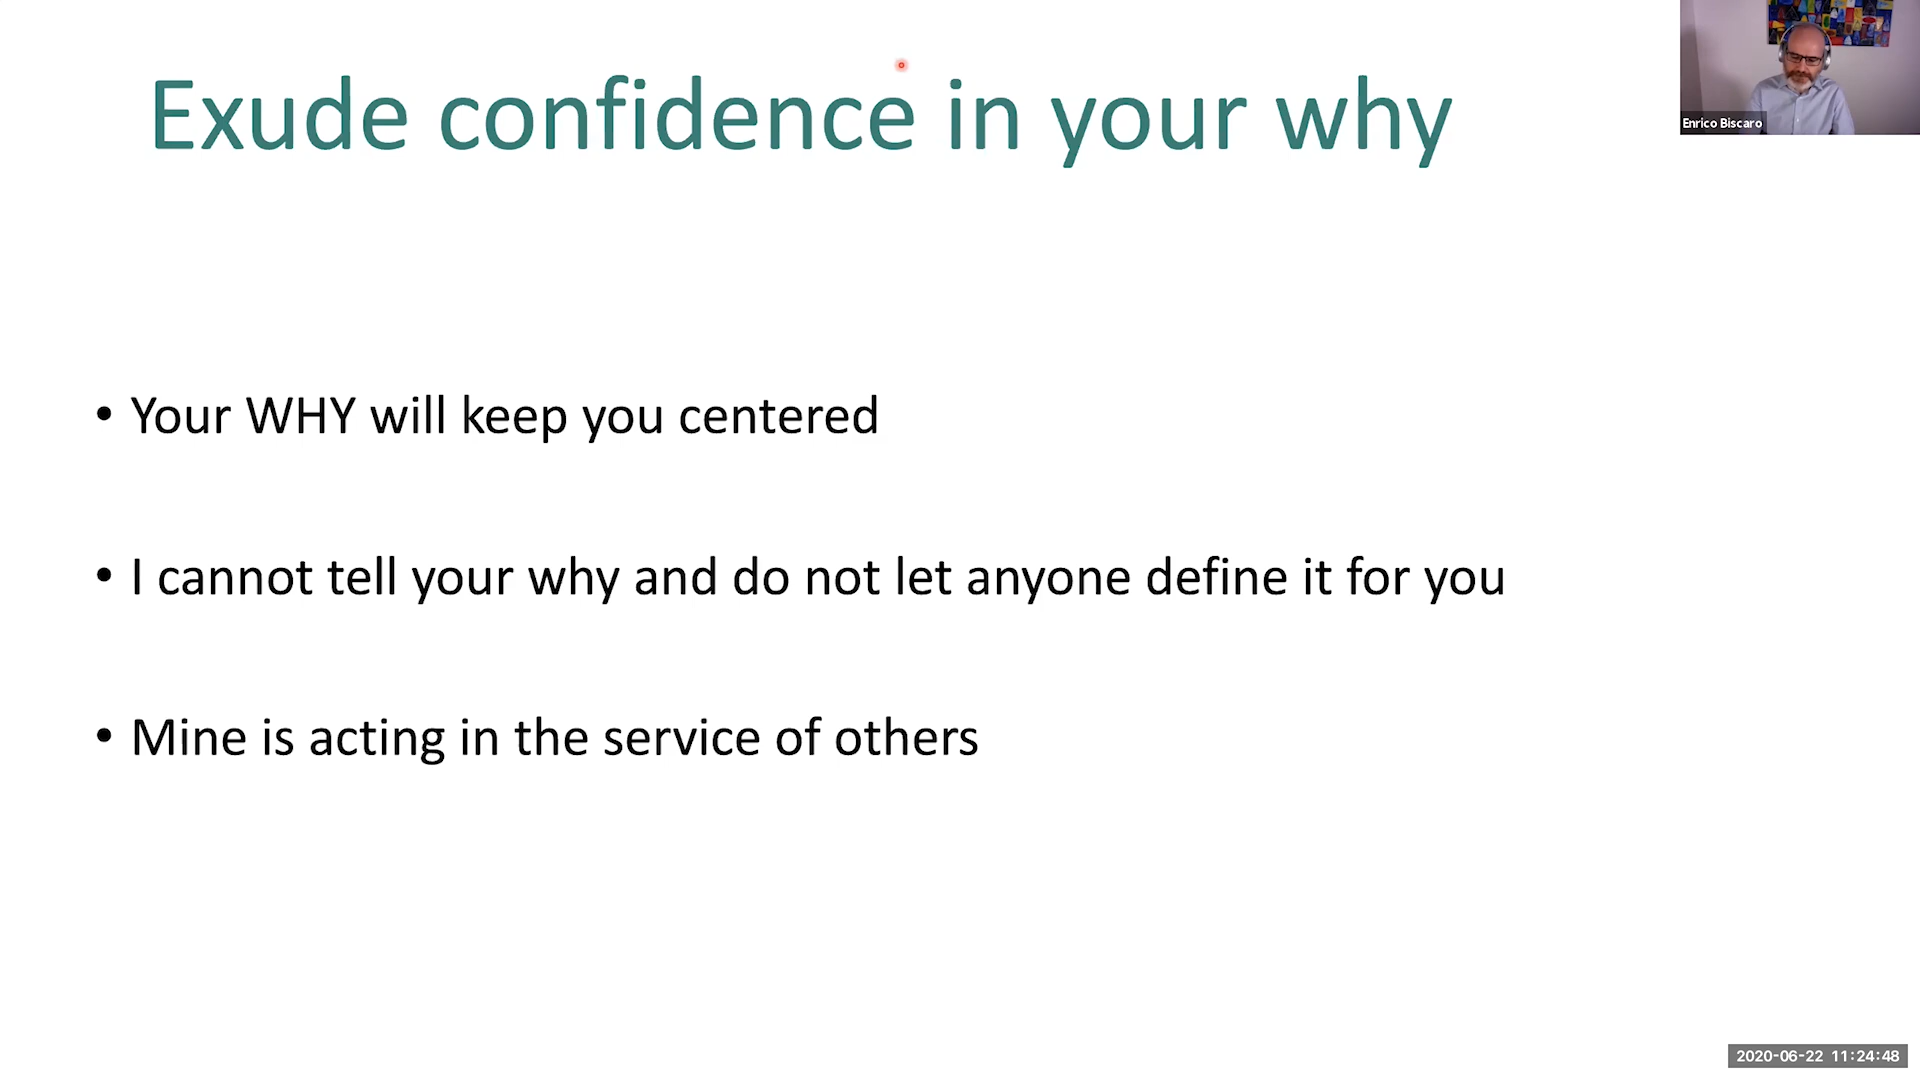 Exude confidence in your why
Enrico Biscaro
• Your WHY will keep you centered
• I cannot tell your why and do not let anyone define it for you
• Mine is acting in the service of others
2020-06-22 11:24:48